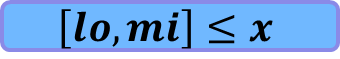 [lo, mi] ≤ x